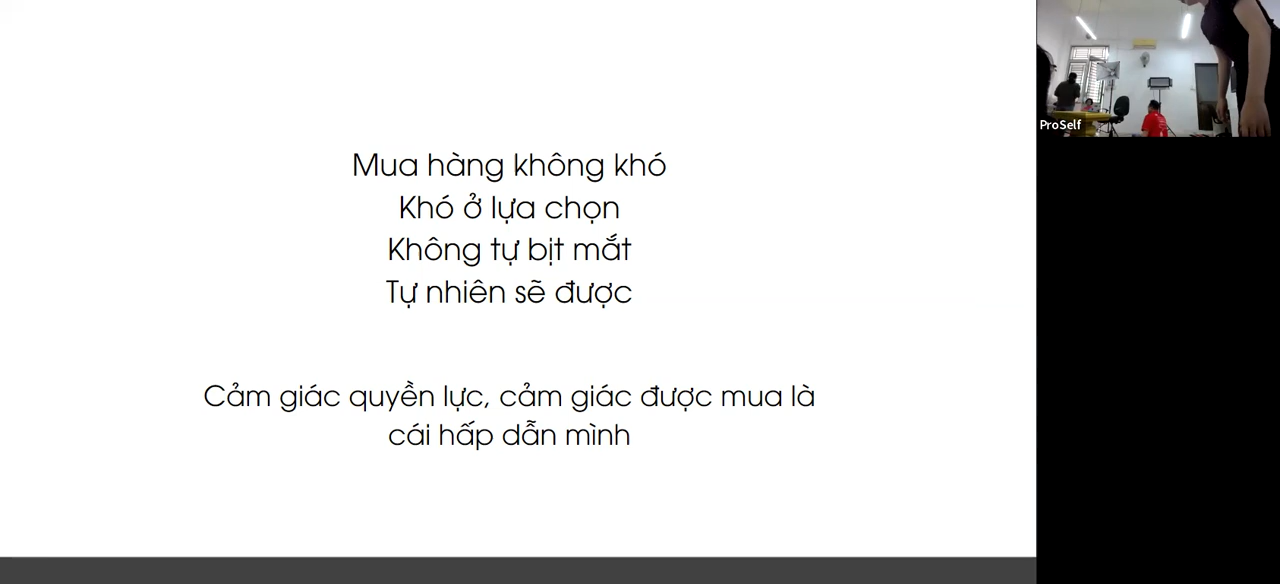 Mua hàng không khó
Khó ở lựa chọn
Không tự bịt mắt
Tự nhiên sẽ được
Cảm giác quyền lực, cảm giác được mua là
cái hấp dẫn mình
ProSelf